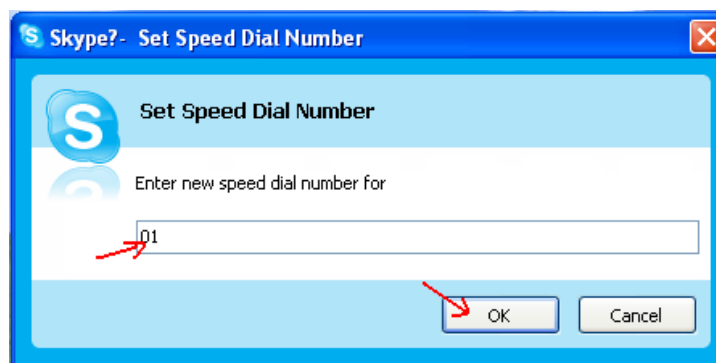 Skype?- Set Speed Dial Number
Set Speed Dial Number
Enter new speed dial number for
01
OK Cancel